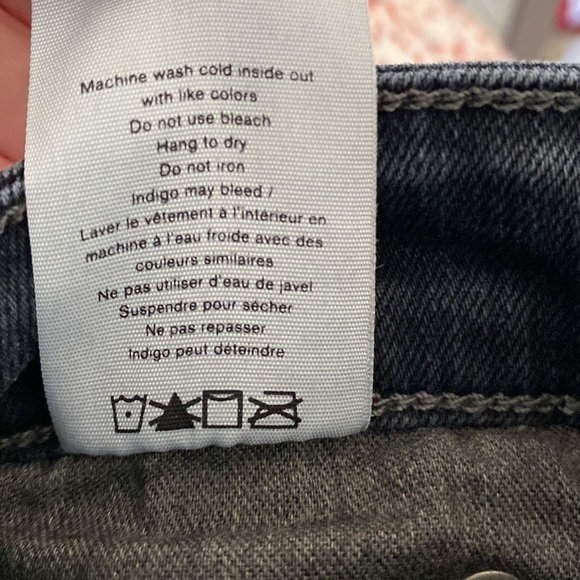 Machine wash cold inside out
with like colors
Do not use bleach
Hang to dry
Do not iron
Indigo may bleed /
Laver le vêtement à l'intérieur en
machine à l'eau froide avec des
couleurs similaires
Ne pas utiliser d'eau de javel
Suspendre pour sécher
Ne pas repasser
Indigo peut déteindre